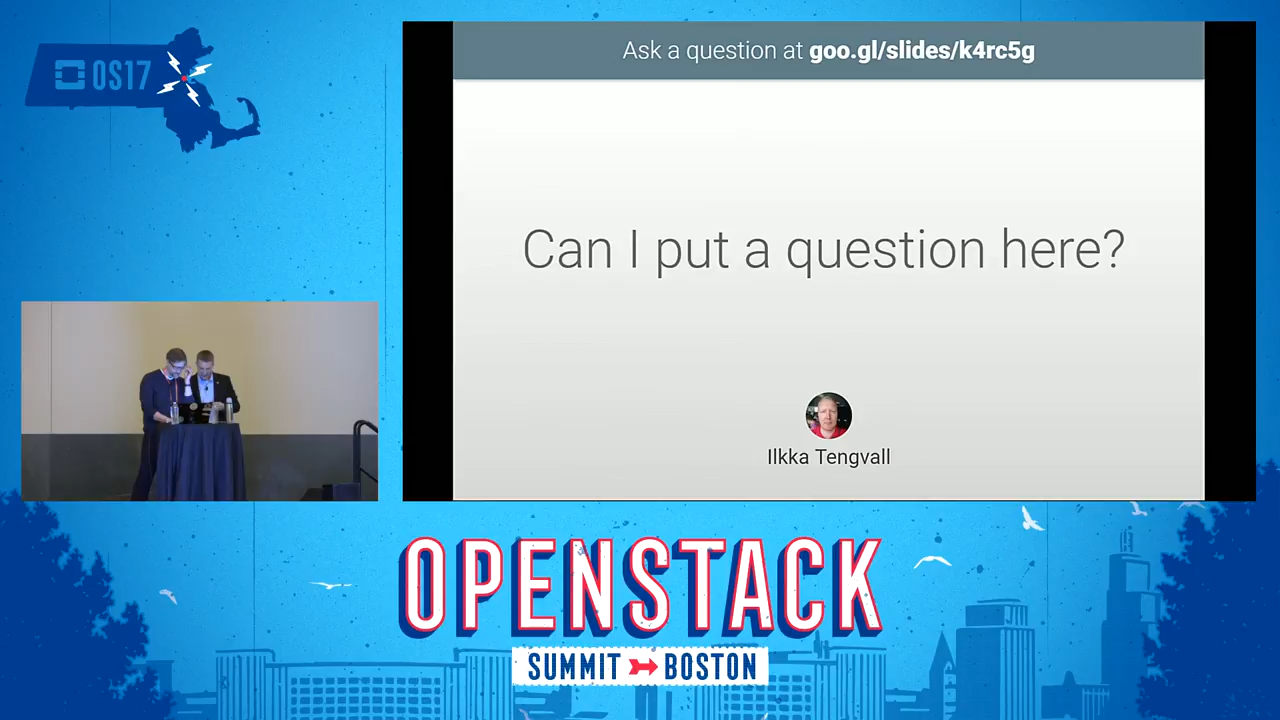 OS17
Ask a question at goo.gl/slides/k4rc5g
Can I put a question here?
Ilkka Tengvall
OPENSTACK
SUMMIT BOSTON